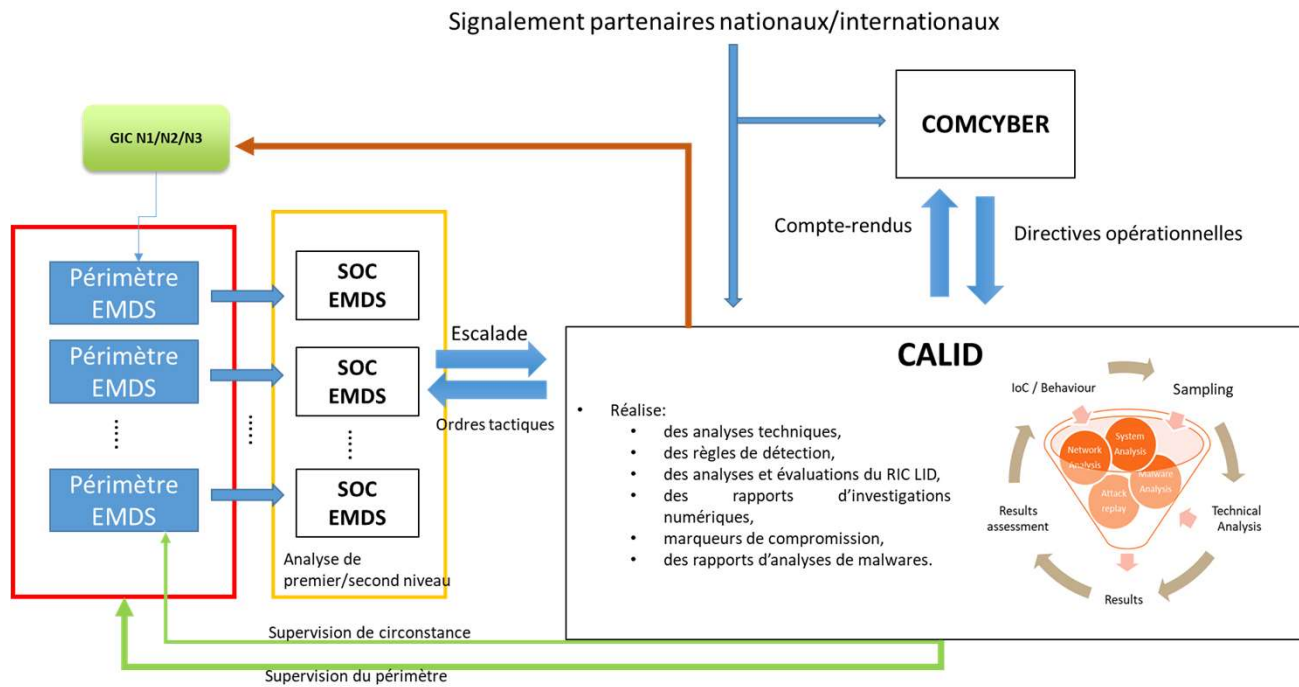 Signalement partenaires nationaux/internationaux
GIC N1/N2/N3
COMCYBER
Compte-rendus
Directives opérationnelles
Périmètre
EMDS
Périmètre
EMDS
Périmètre
EMDS
SOC
EMDS
SOC
EMDS
SOC
EMDS
Analyse de
premier/second niveau
Escalade
Ordres tactiques
CALID
• Réalise:
• des analyses techniques,
• des règles de détection,
• des analyses et évaluations du RIC LID,
• des rapports d'investigations
numériques,
• marqueurs de compromission,
• des rapports d'analyses de malwares.
IoC / Behaviour
Sampling
System
Analysis
Network
Analysis
Malware
Analysis
Attack
replay
Results
assessment
Technical
Analysis
Results
Supervision de circonstance
Supervision du périmètre